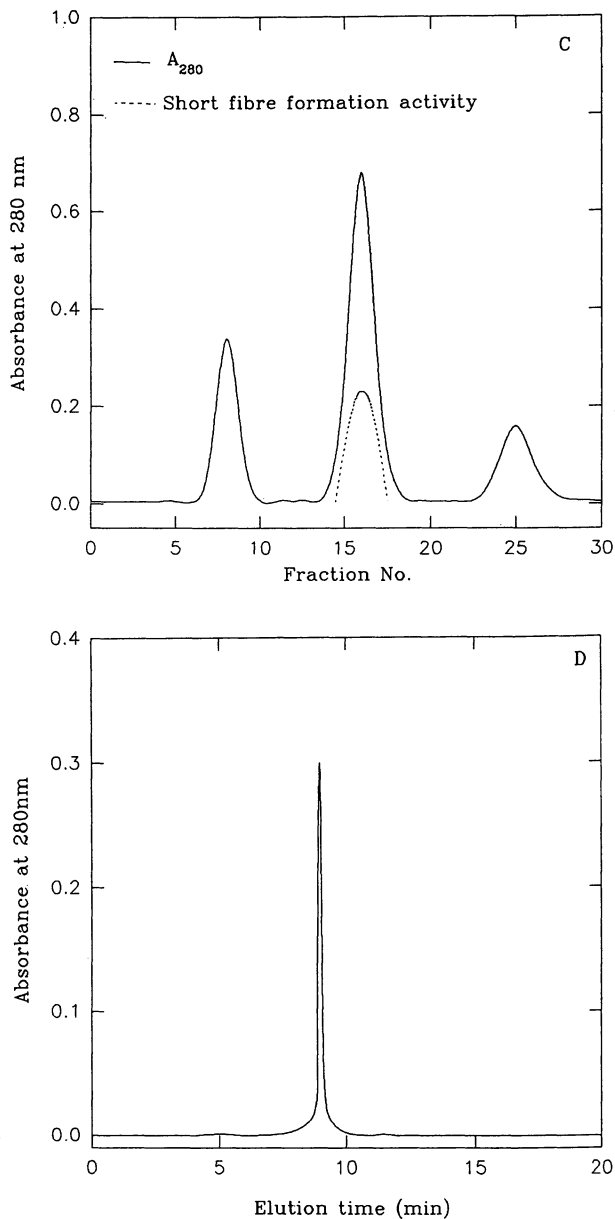 1.0
C
A280
Short fibre formation activity
0.8
0.6
0.4
0.2
0.0
Absorbance at 280 nm
0 5 10 15 20 25 30
Fraction No.
0.4
D
0.3
0.2
0.1
0.0
Absorbance at 280nm
0 5 10 15 20
Elution time (min)